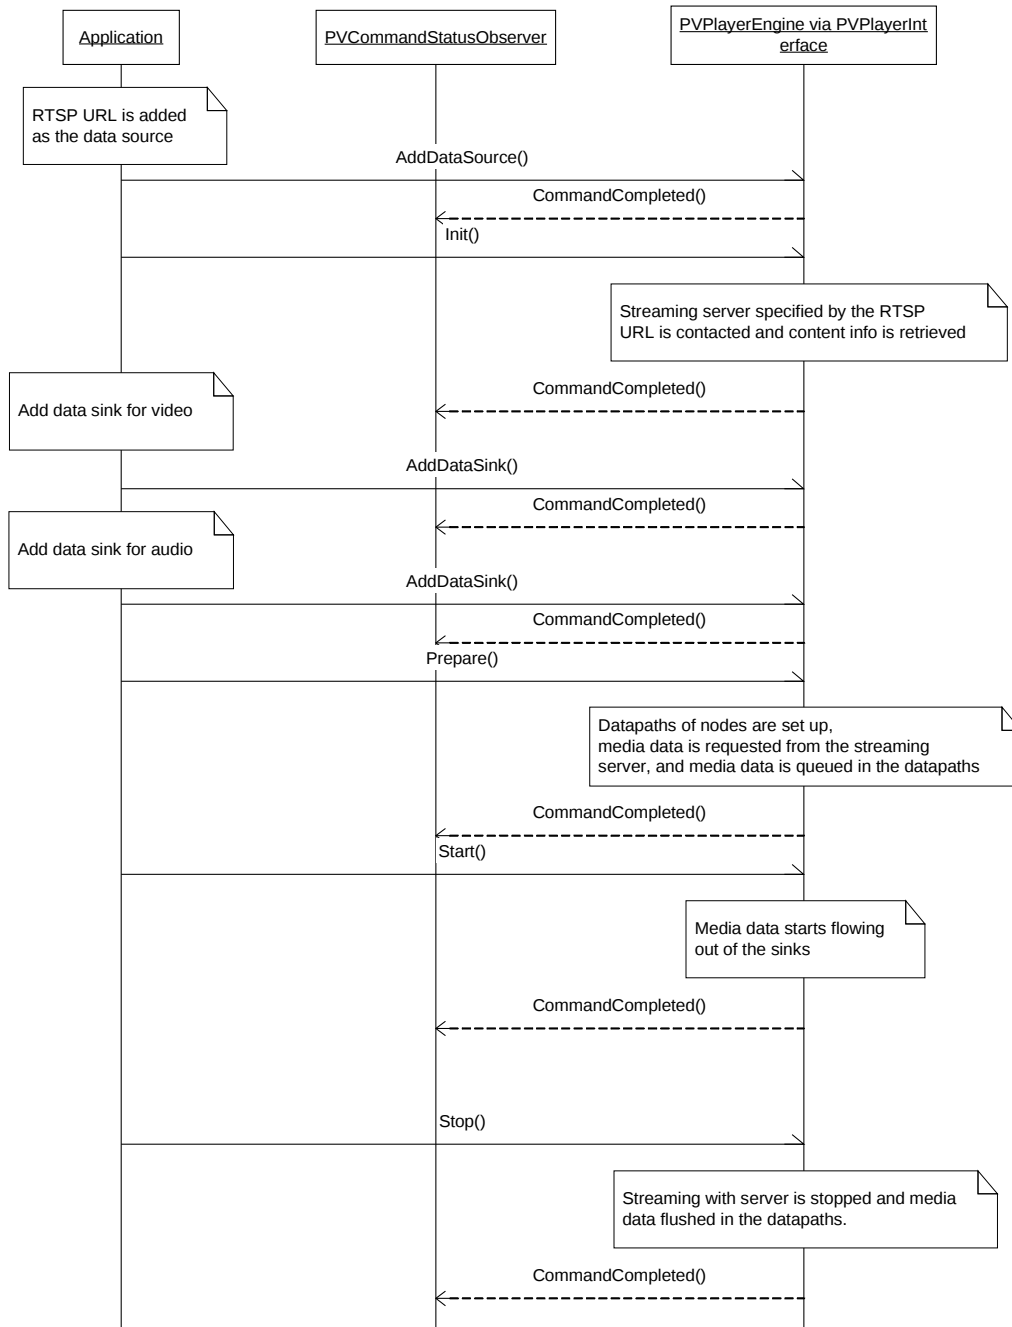 Application
PVCommandStatusObserver
PVPlayerEngine via PVPlayerInt
erface
RTSP URL is added
as the data source
AddDataSource()
CommandCompleted()
Init()
Streaming server specified by the RTSP
URL is contacted and content info is retrieved
CommandCompleted()
Add data sink for video
AddDataSink()
CommandCompleted()
Add data sink for audio
AddDataSink()
CommandCompleted()
Prepare()
Datapaths of nodes are set up,
media data is requested from the streaming
server, and media data is queued in the datapaths
CommandCompleted()
Start()
Media data starts flowing
out of the sinks
CommandCompleted()
Stop()
Streaming with server is stopped and media
data flushed in the datapaths.
CommandCompleted()